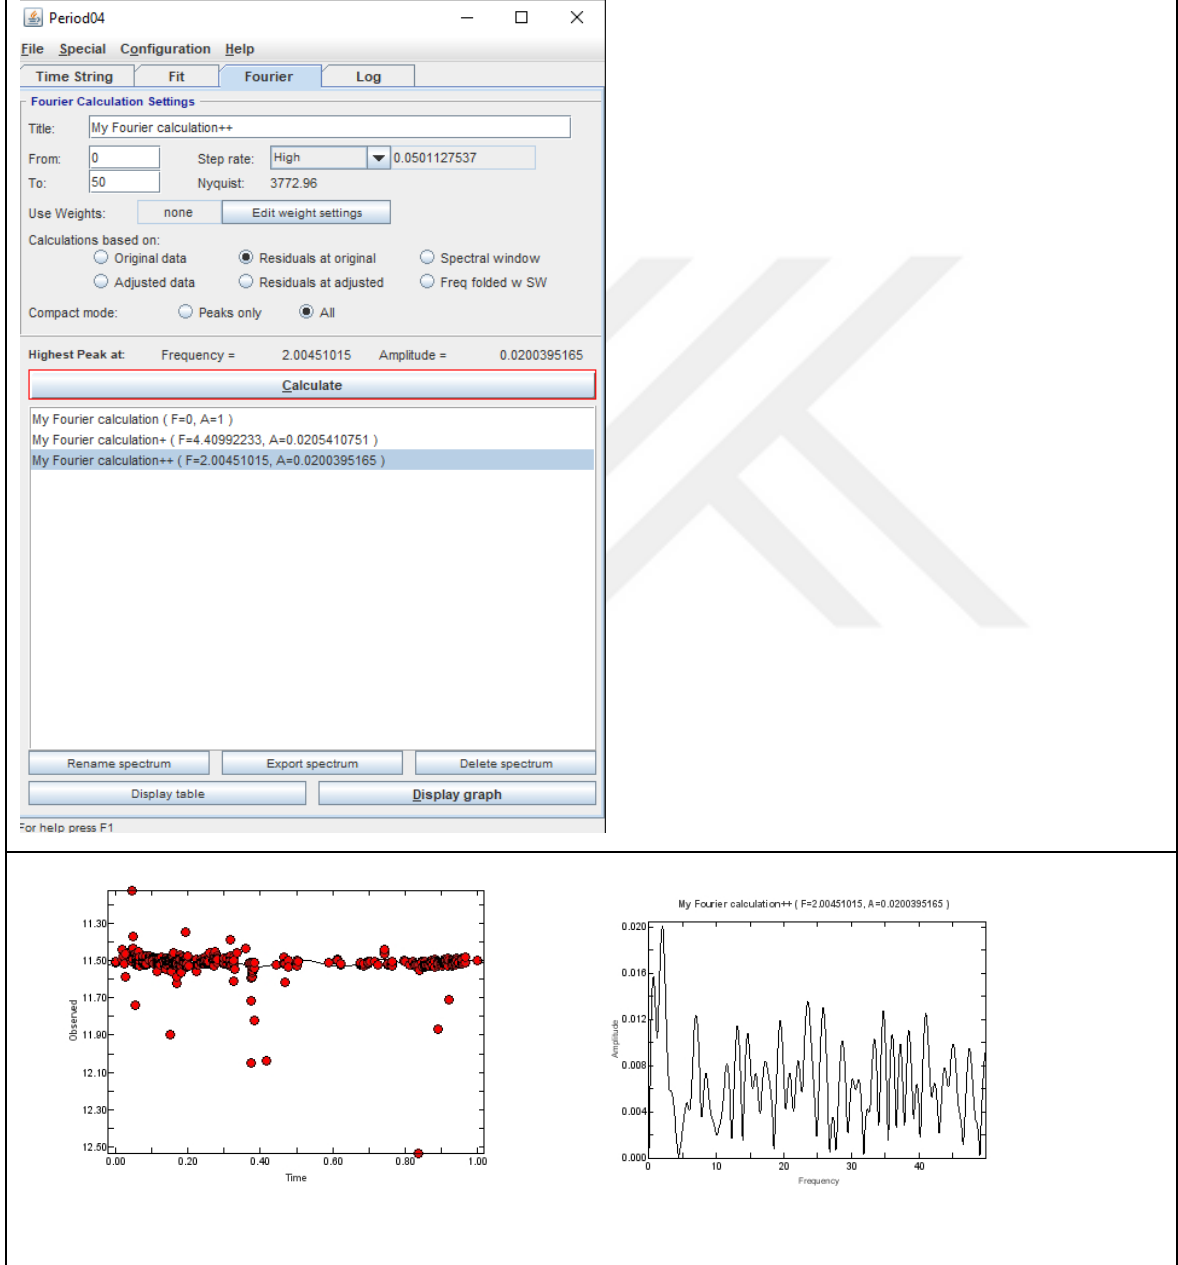 Period04
File Special Configuration Help
Time String Fit Fourier Log
Fourier Calculation Settings
Title: My Fourier calculation++
From: 0 Step rate: High 0.0501127537
To: 50 Nyquist: 3772.96
Use Weights: none Edit weight settings
Calculations based on:
Original data Residuals at original Spectral window
Adjusted data Residuals at adjusted Freq folded w SW
Compact mode: Peaks only All
Highest Peak at: Frequency = 2.00451015 Amplitude = 0.0200395165
Calculate
My Fourier calculation ( F=0, A=1 )
My Fourier calculation+ ( F=4.40992233, A=0.0205410751 )
My Fourier calculation++ ( F=2.00451015, A=0.0200395165 )
Rename spectrum Export spectrum Delete spectrum
Display table Display graph
For help press F1
11.30
11.50
11.70
11.90
12.10
12.30
12.50
Observed
0.00 0.20 0.40 0.60 0.80 1.00
Time
My Fourier calculation++ ( F=2.00451015, A=0.0200395165 )
0.020
0.016
0.012
0.008
0.004
0.000
Amplitude
0 10 20 30 40
Frequency